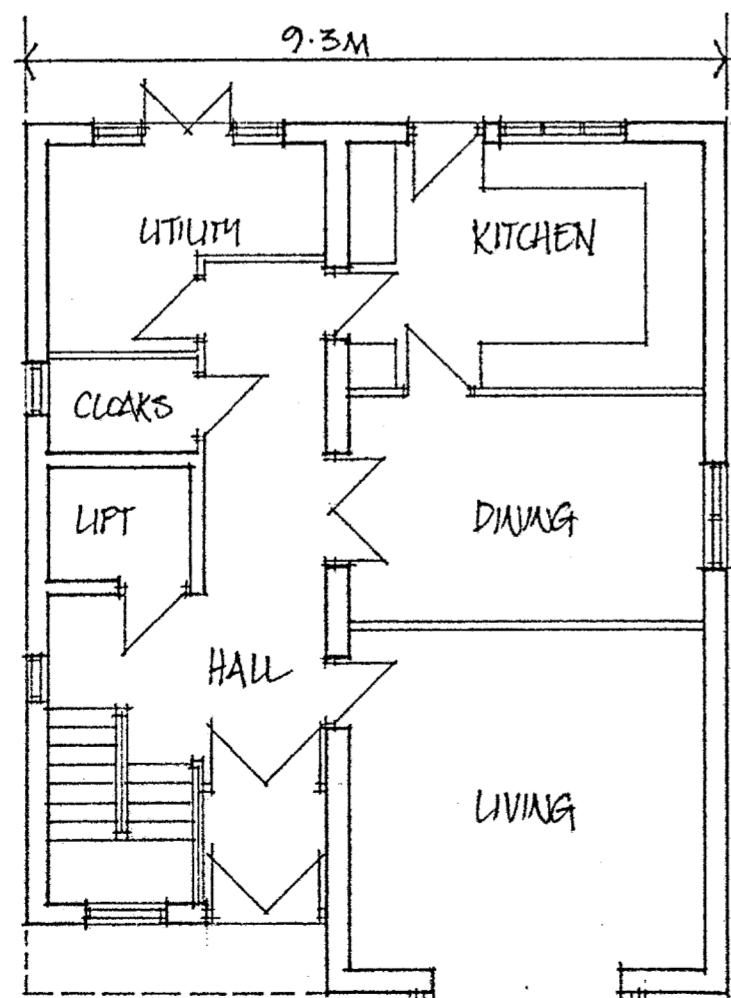 9.3M
UTILITY
KITCHEN
CLOAKS
LIFT
DINING
HALL
LIVING